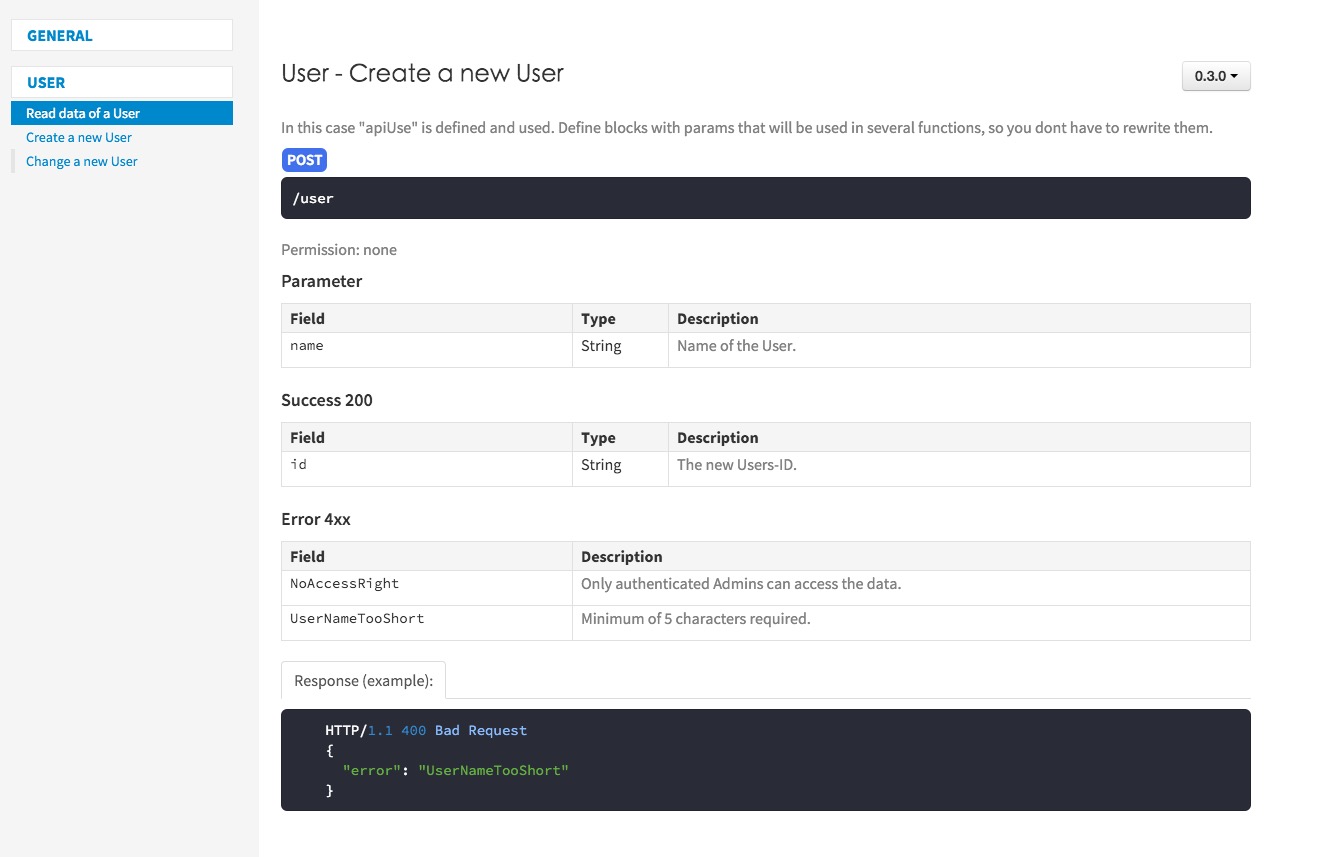 GENERAL
USER
Read data of a User
Create a new User
Change a new User
User - Create a new User
0.3.0
In this case "apiUse" is defined and used. Define blocks with params that will be used in several functions, so you dont have to rewrite them.
POST
/user
Permission: none
Parameter
Field Type Description
name String Name of the User.
Success 200
Field Type Description
id String The new Users-ID.
Error 4xx
Field Description
NoAccessRight Only authenticated Admins can access the data.
UserNameTooShort Minimum of 5 characters required.
Response (example):
HTTP/1.1 400 Bad Request
{
"error": "UserNameTooShort"
}